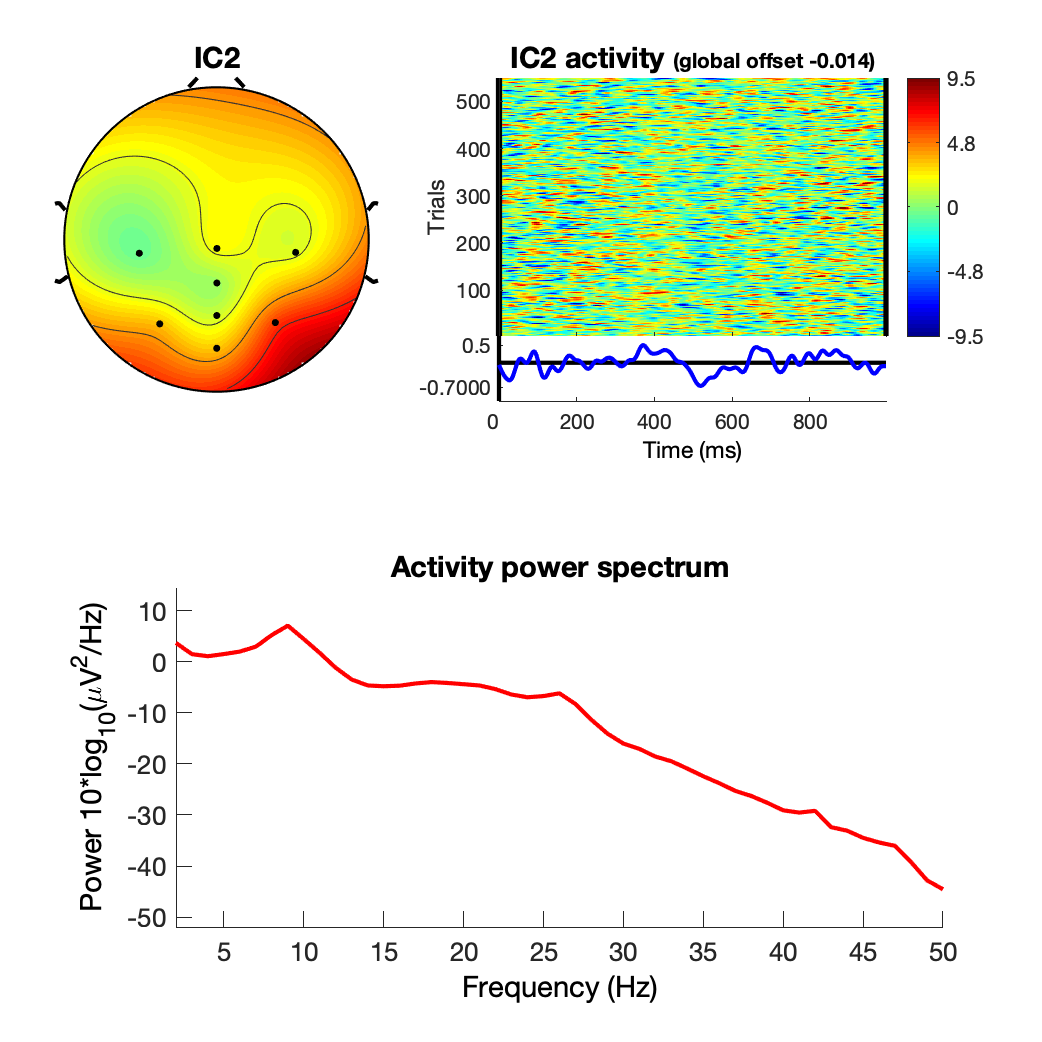 IC2
IC2 activity (global offset -0.014)
500
400
300
200
100
Trials
9.5
4.8
0
-4.8
-9.5
0.5
-0.7000
0 200 400 600 800
Time (ms)
Activity power spectrum
10
0
-10
-20
-30
-40
-50
Power 10*log10(μV2/Hz)
5 10 15 20 25 30 35 40 45 50
Frequency (Hz)